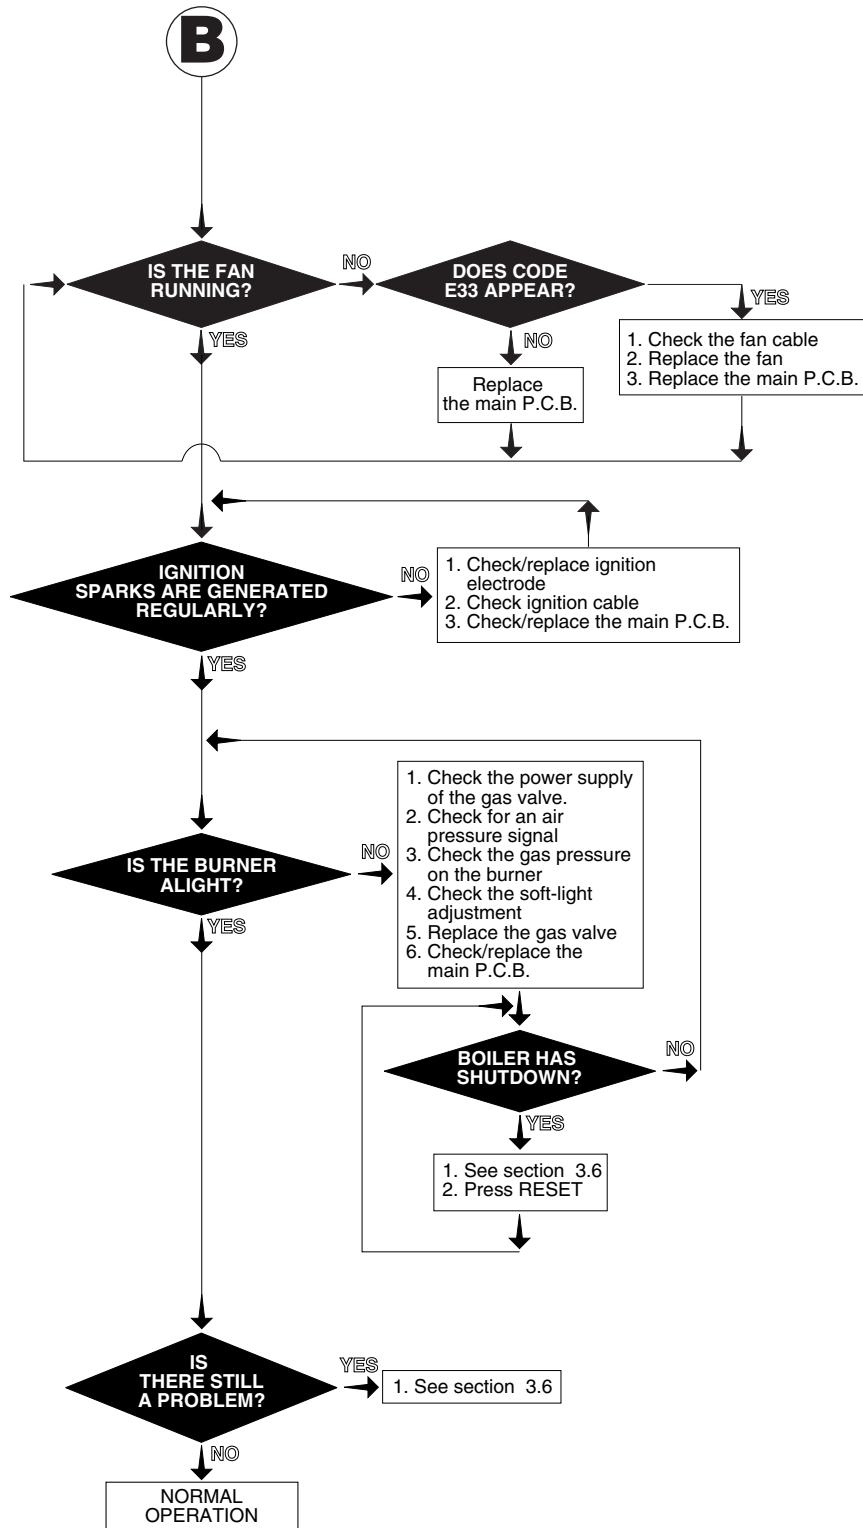 B
IS THE FAN
RUNNING?
NO
DOES CODE
E33 APPEAR?
YES
1. Check the fan cable
2. Replace the fan
3. Replace the main P.C.B.
NO
Replace
the main P.C.B.
YES
IGNITION
SPARKS ARE GENERATED
REGULARLY?
NO
1. Check/replace ignition
electrode
2. Check ignition cable
3. Check/replace the main P.C.B.
YES
IS THE BURNER
ALIGHT?
NO
1. Check the power supply
of the gas valve.
2. Check for an air
pressure signal
3. Check the gas pressure
on the burner
4. Check the soft-light
adjustment
5. Replace the gas valve
6. Check/replace the
main P.C.B.
YES
BOILER HAS
SHUTDOWN?
NO
YES
1. See section 3.6
2. Press RESET
IS
THERE STILL
A PROBLEM?
YES
1. See section 3.6
NO
NORMAL
OPERATION